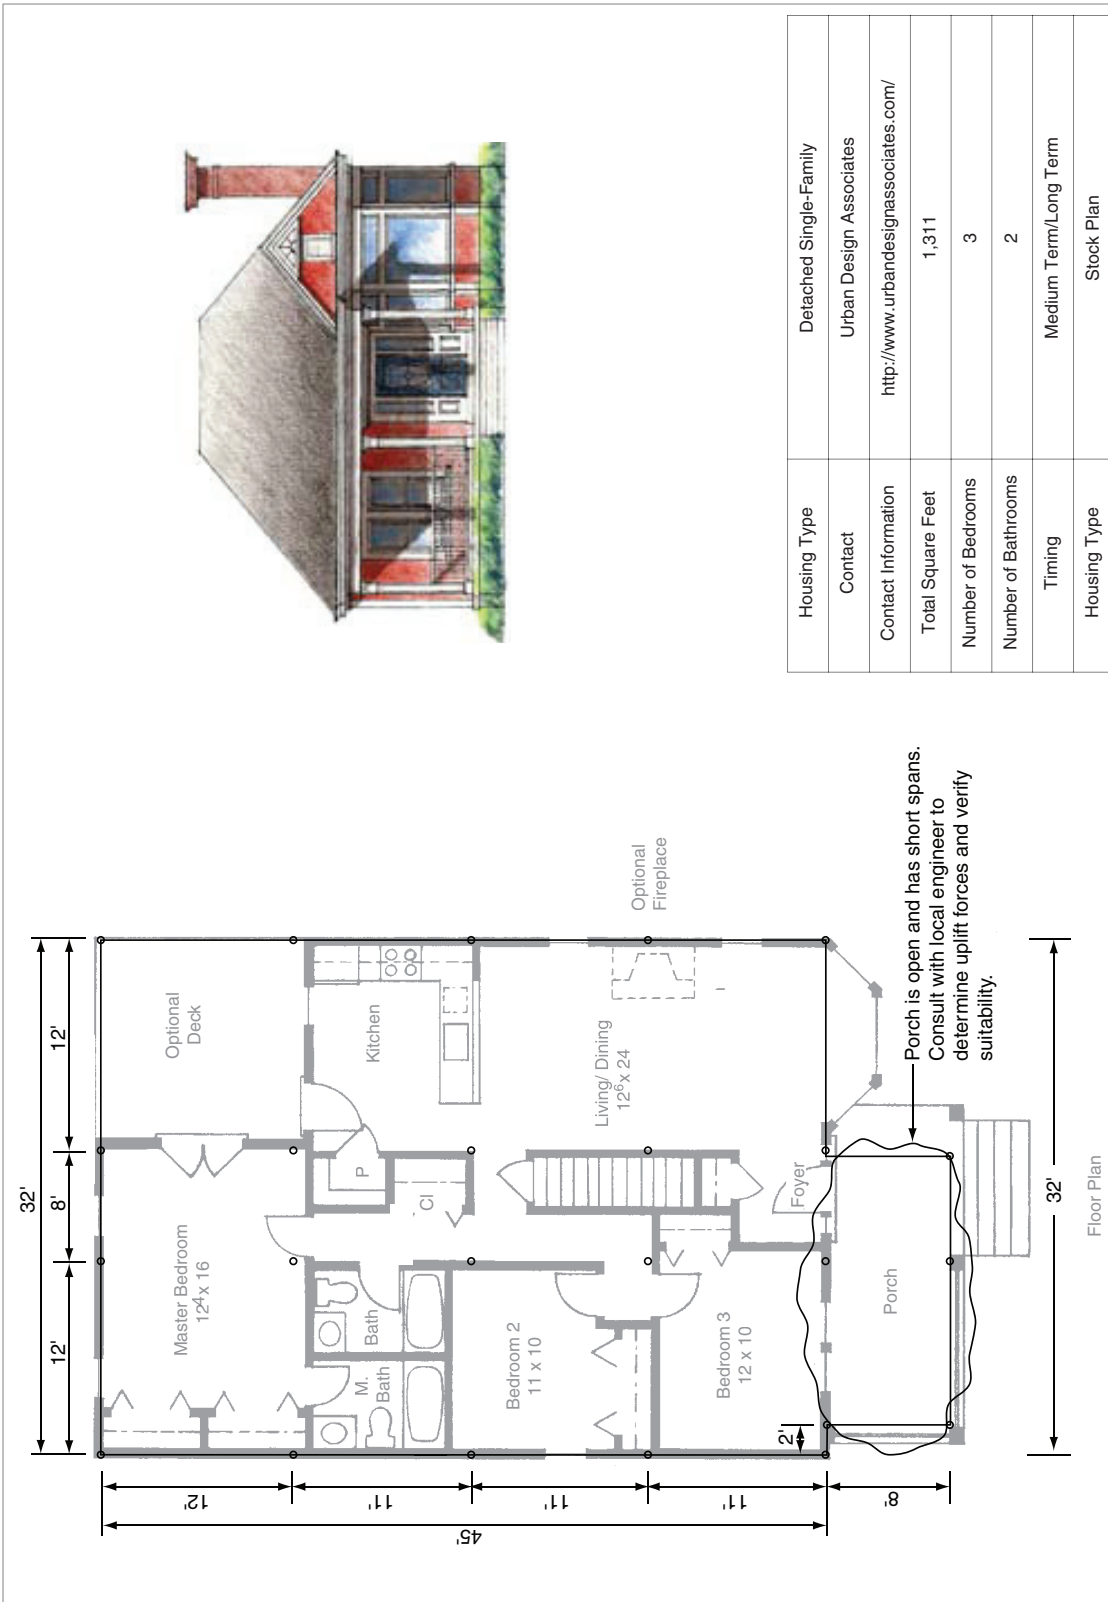 32'
12'
8'
12'
Optional
Deck
Master Bedroom
12⁴x 16
Kitchen
P
Cl
Bath
M.
Bath
Living/ Dining
12⁶x 24
Optional
Fireplace
Bedroom 2
11 x 10
Bedroom 3
12 x 10
Foyer
Porch
2'
12'
11'
11'
11'
8'
45'
32'
Porch is open and has short spans.
Consult with local engineer to
determine uplift forces and verify
suitability.
Floor Plan
Housing Type Detached Single-Family
Contact Urban Design Associates
Contact Information http://www.urbandesignassociates.com/
Total Square Feet 1,311
Number of Bedrooms 3
Number of Bathrooms 2
Timing Medium Term/Long Term
Housing Type Stock Plan